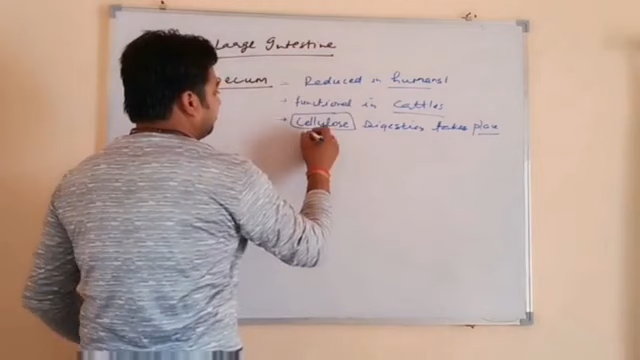 Large Intestine
ecum - Reduced in humans
→ functional in cattles
→ Cellulose Digestion takes place